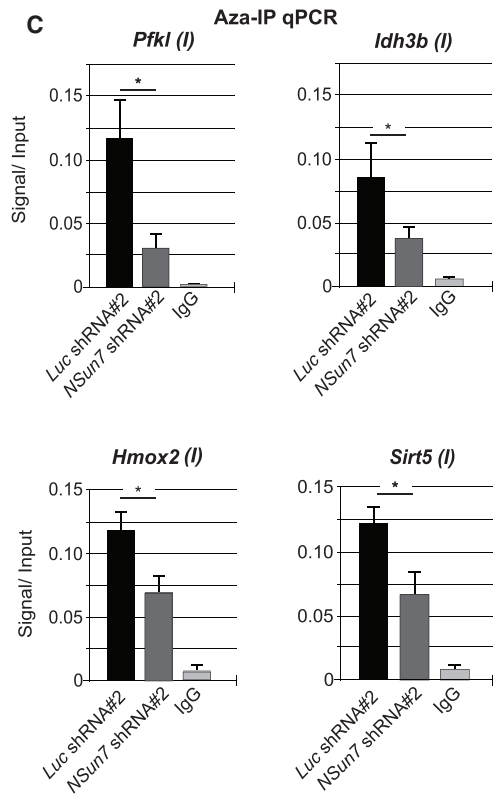 C
Aza-IP qPCR
Pfkl (I)
Signal/ Input
0.15
0.10
0.05
0
*
Luc shRNA#2
NSun7 shRNA#2
IgG
Idh3b (I)
0.15
0.10
0.05
0
*
Luc shRNA#2
NSun7 shRNA#2
IgG
Hmox2 (I)
Signal/ Input
0.15
0.10
0.05
0
*
Luc shRNA#2
NSun7 shRNA#2
IgG
Sirt5 (I)
0.15
0.10
0.05
0
*
Luc shRNA#2
NSun7 shRNA#2
IgG